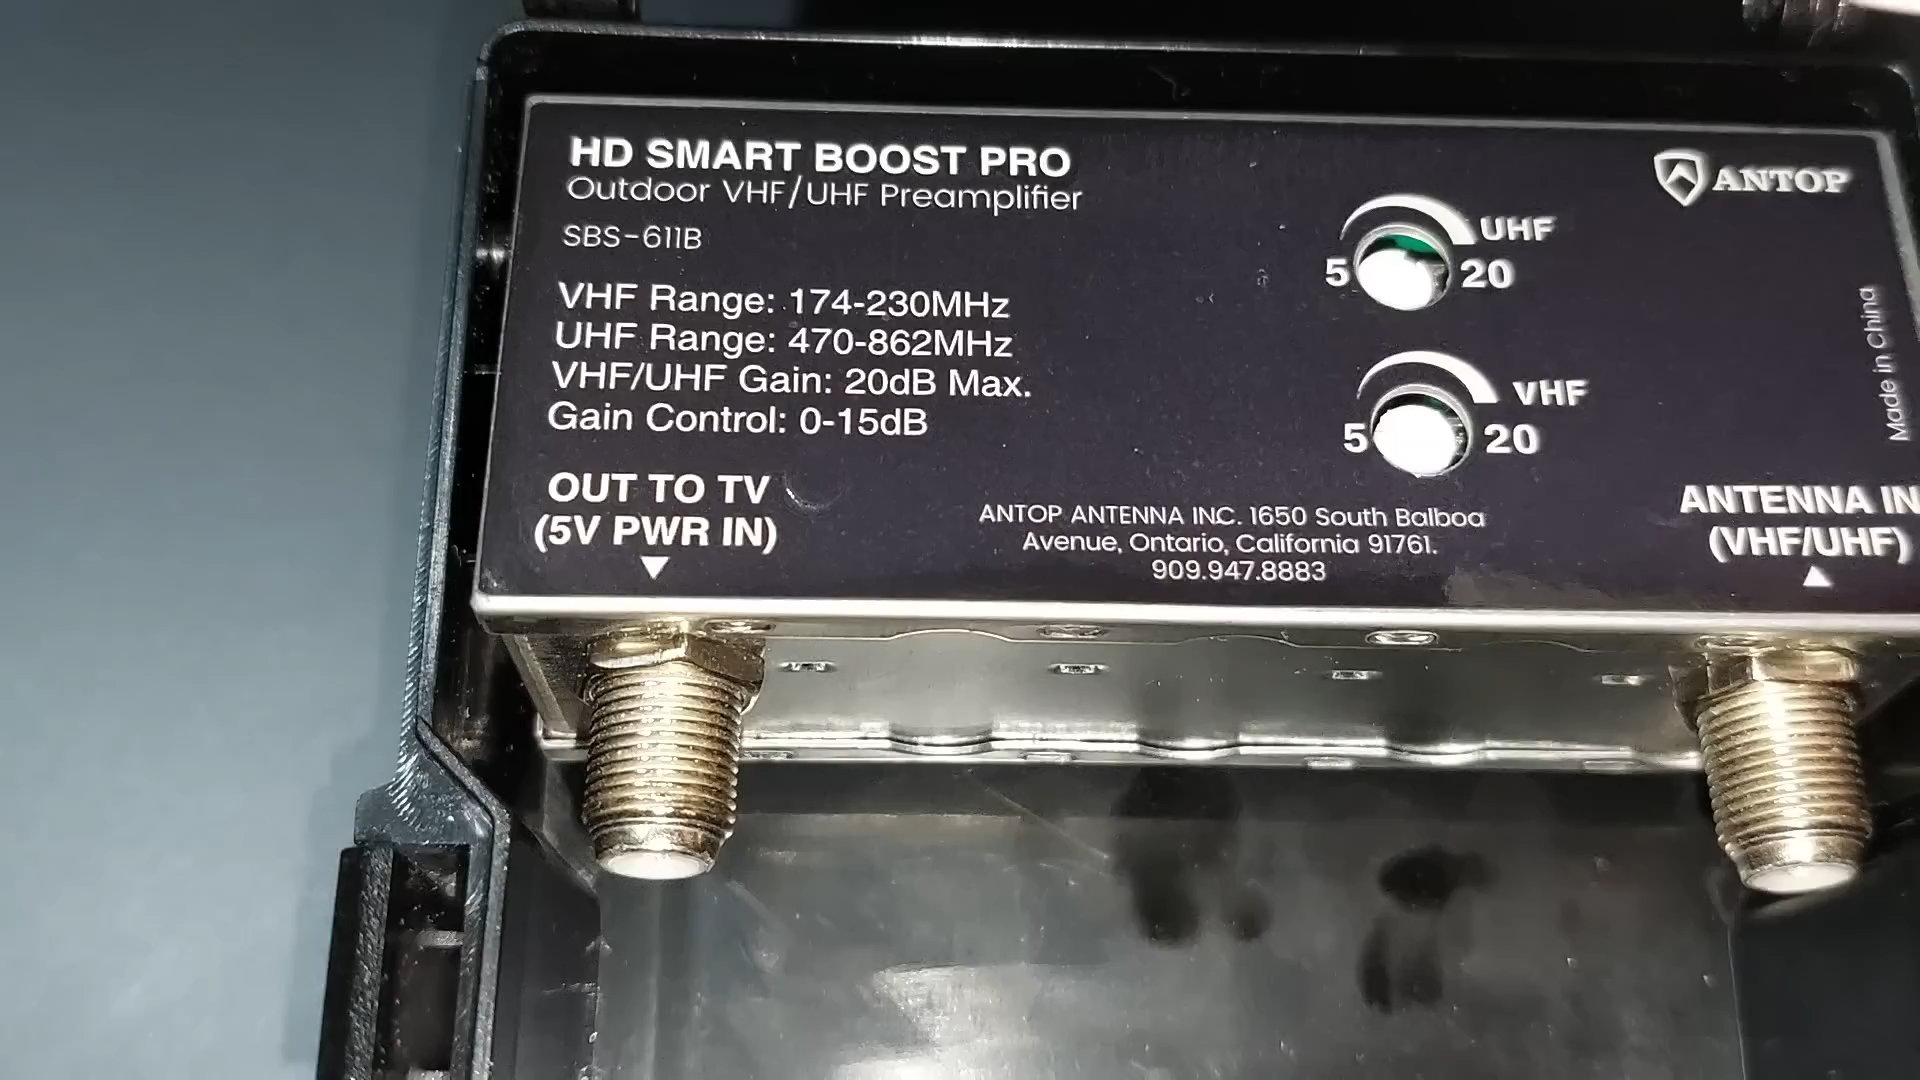 HD SMART BOOST PRO
Outdoor VHF/UHF Preamplifier
SBS-611B
VHF Range: 174-230MHz
UHF Range: 470-862MHz
VHF/UHF Gain: 20dB Max.
Gain Control: 0-15dB
OUT TO TV
(5V PWR IN)
UHF
5 20
VHF
5 20
ANTOP
Made in China
ANTOP ANTENNA INC. 1650 South Balboa
Avenue, Ontario, California 91761.
909.947.8883
ANTENNA IN
(VHF/UHF)